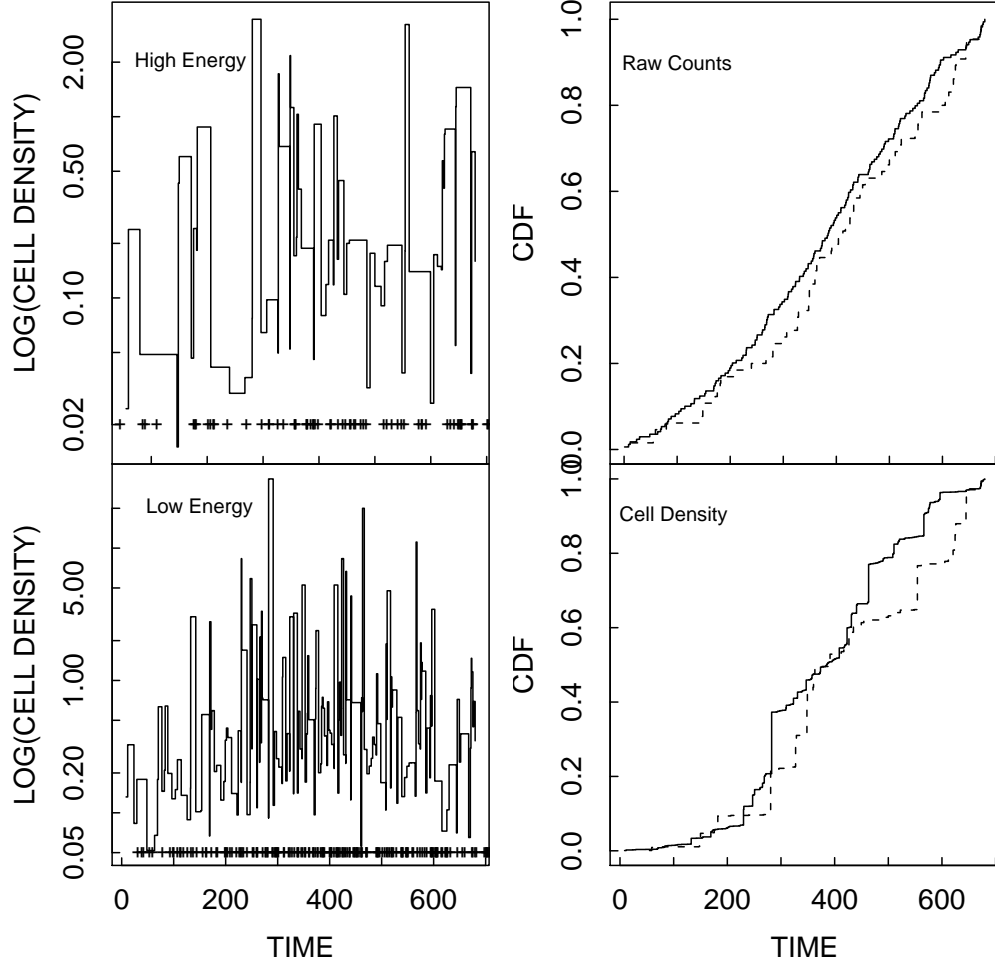 LOG(CELL DENSITY)
2.00
0.50
0.10
0.02
High Energy
CDF
1.0
0.8
0.6
0.4
0.2
0.0
Raw Counts
LOG(CELL DENSITY)
5.00
1.00
0.20
0.05
Low Energy
0
200
400
600
TIME
CDF
1.0
0.8
0.6
0.4
0.2
0.0
Cell Density
0
200
400
600
TIME